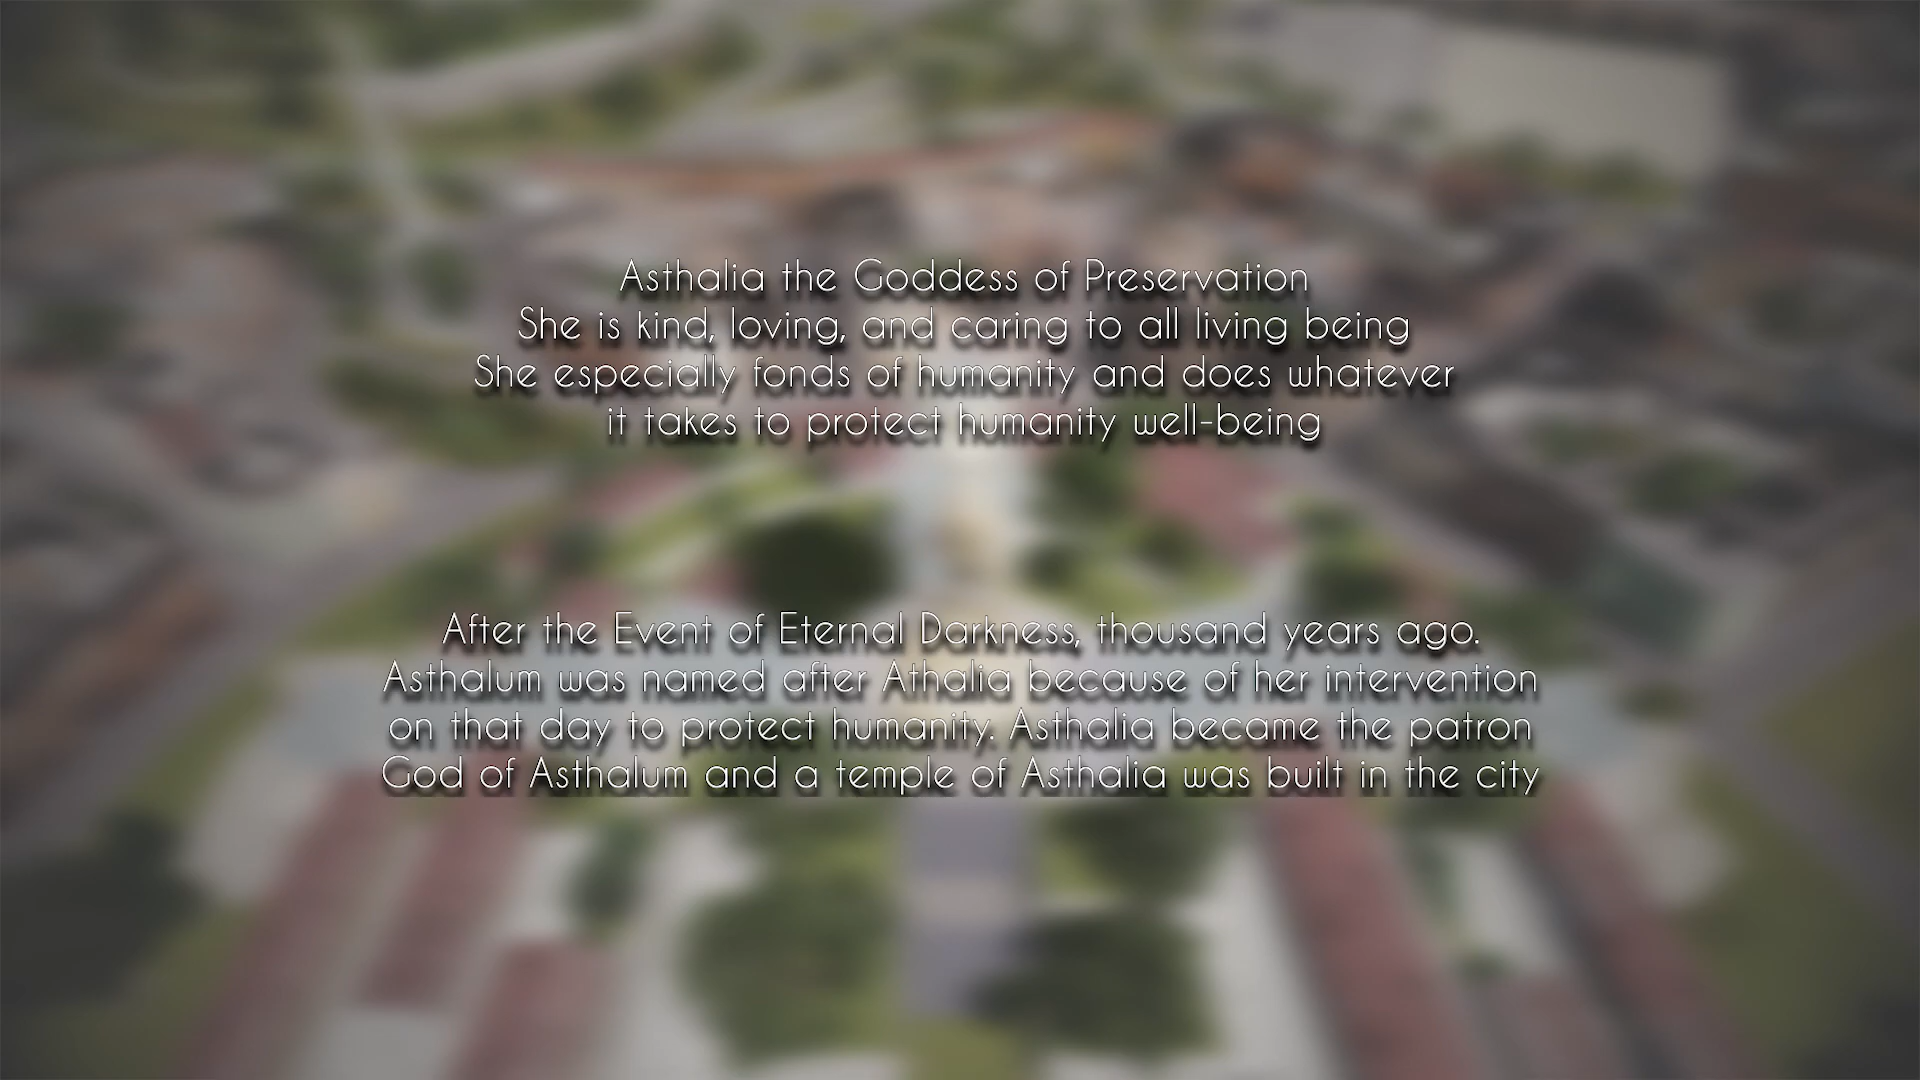 Asthalia the Goddess of Preservation
She is kind, loving, and caring to all living being
She especially fonds of humanity and does whatever
it takes to protect humanity well-being
After the Event of Eternal Darkness, thousand years ago.
Asthalum was named after Athalia because of her intervention
on that day to protect humanity. Asthalia became the patron
God of Asthalum and a temple of Asthalia was built in the city